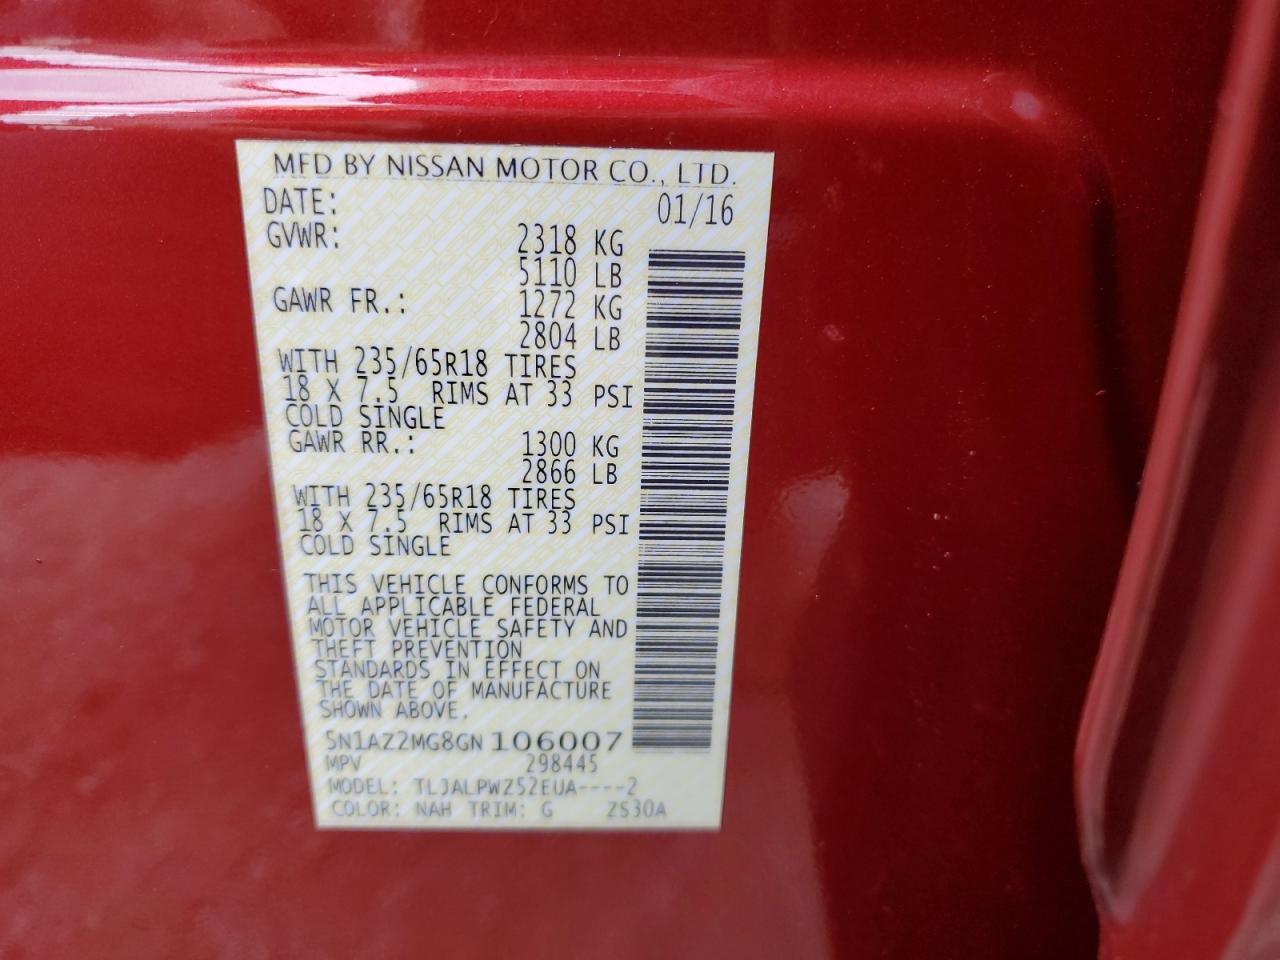 MFD BY NISSAN MOTOR CO., LTD.
DATE: 01/16
GVWR: 2318 KG
5110 LB
GAWR FR.: 1272 KG
2804 LB
WITH 235/65R18 TIRES
18 X 7.5 RIMS AT 33 PSI
COLD SINGLE
GAWR RR.: 1300 KG
2866 LB
WITH 235/65R18 TIRES
18 X 7.5 RIMS AT 33 PSI
COLD SINGLE
THIS VEHICLE CONFORMS TO
ALL APPLICABLE FEDERAL
MOTOR VEHICLE SAFETY AND
THEFT PREVENTION
STANDARDS IN EFFECT ON
THE DATE OF MANUFACTURE
SHOWN ABOVE.
5N1AZ2MG8GN106007
MPV 298445
MODEL: TLJALPWZ52EUA----2
COLOR: NAH TRIM: G ZS30A